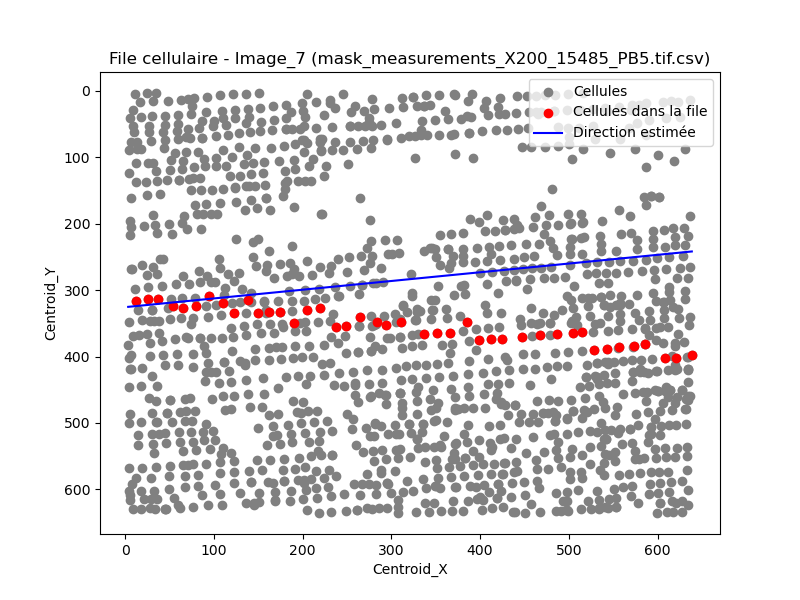 File cellulaire - Image_7 (mask_measurements_X200_15485_PB5.tif.csv)
Cellules
Cellules dans la file
Direction estimée
Centroid_Y
0
100
200
300
400
500
600
0 100 200 300 400 500 600
Centroid_X